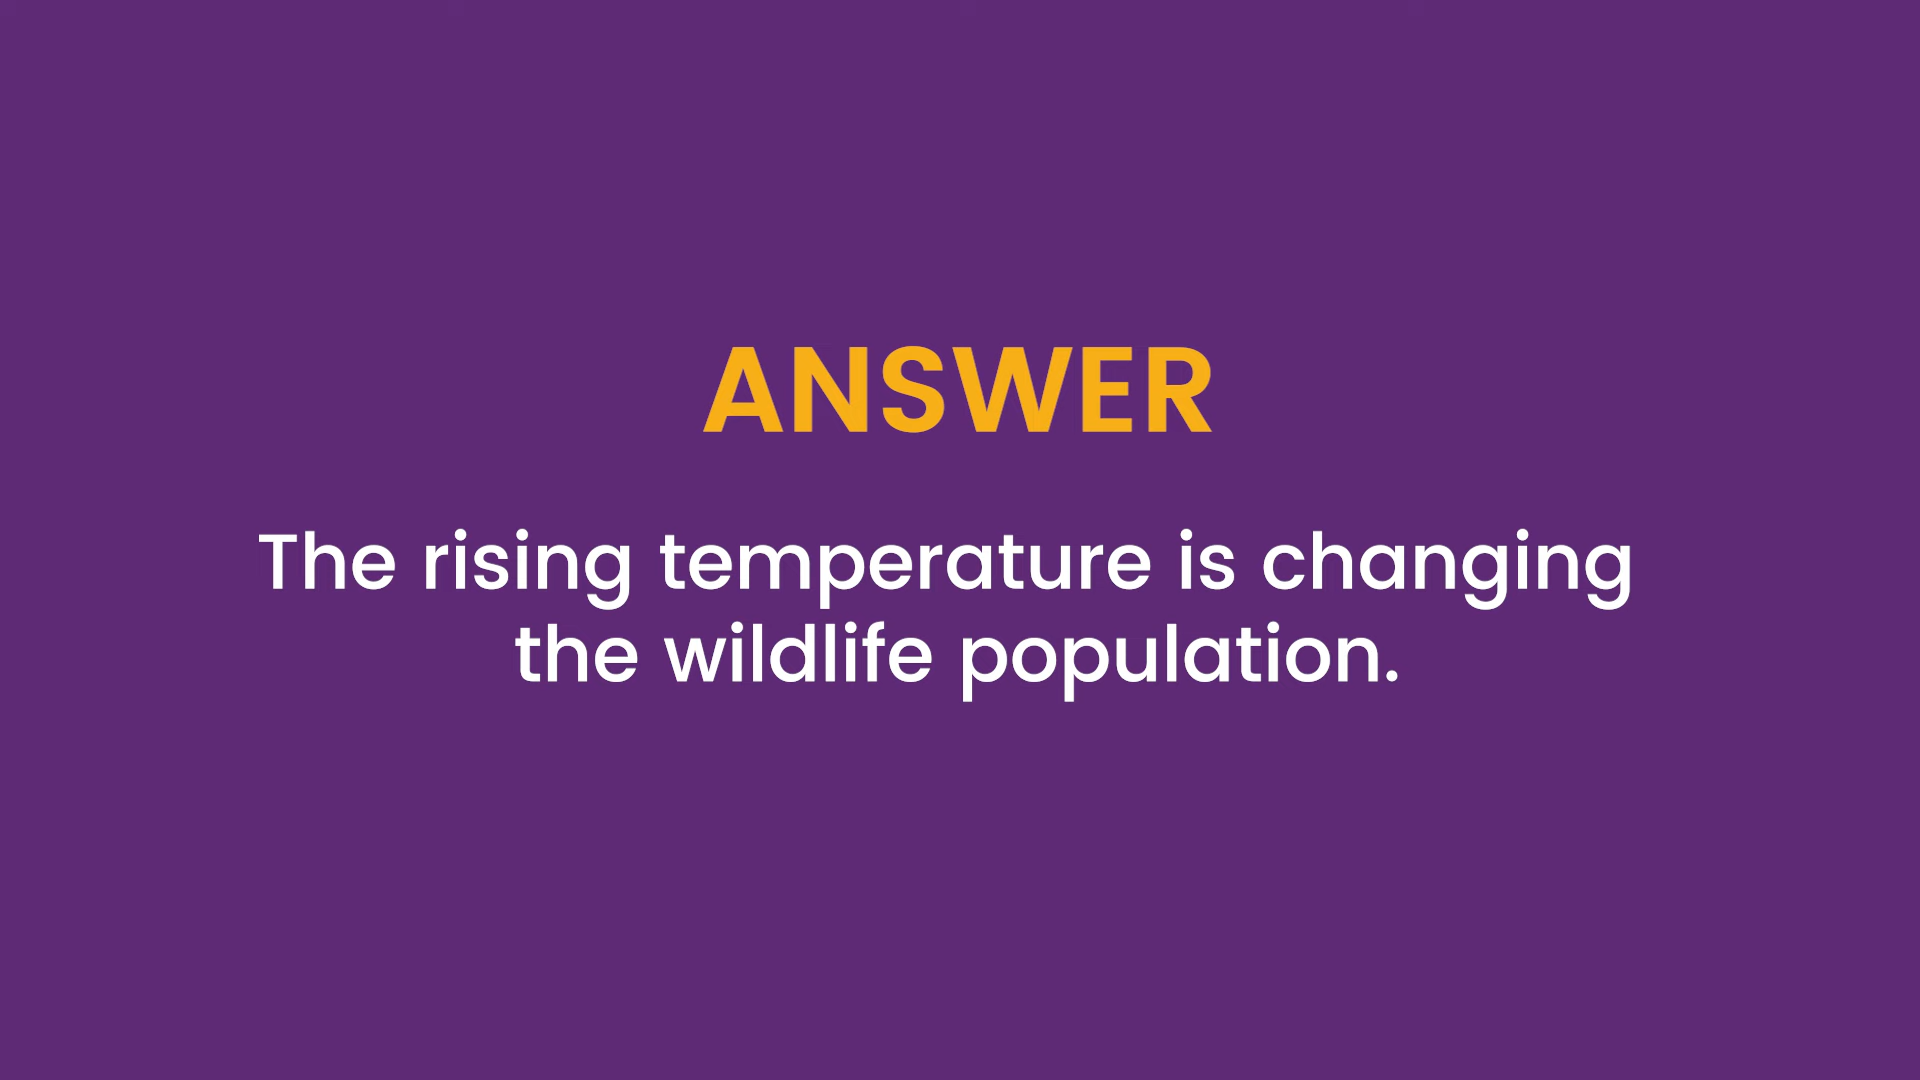 ANSWER
The rising temperature is changing
the wildlife population.